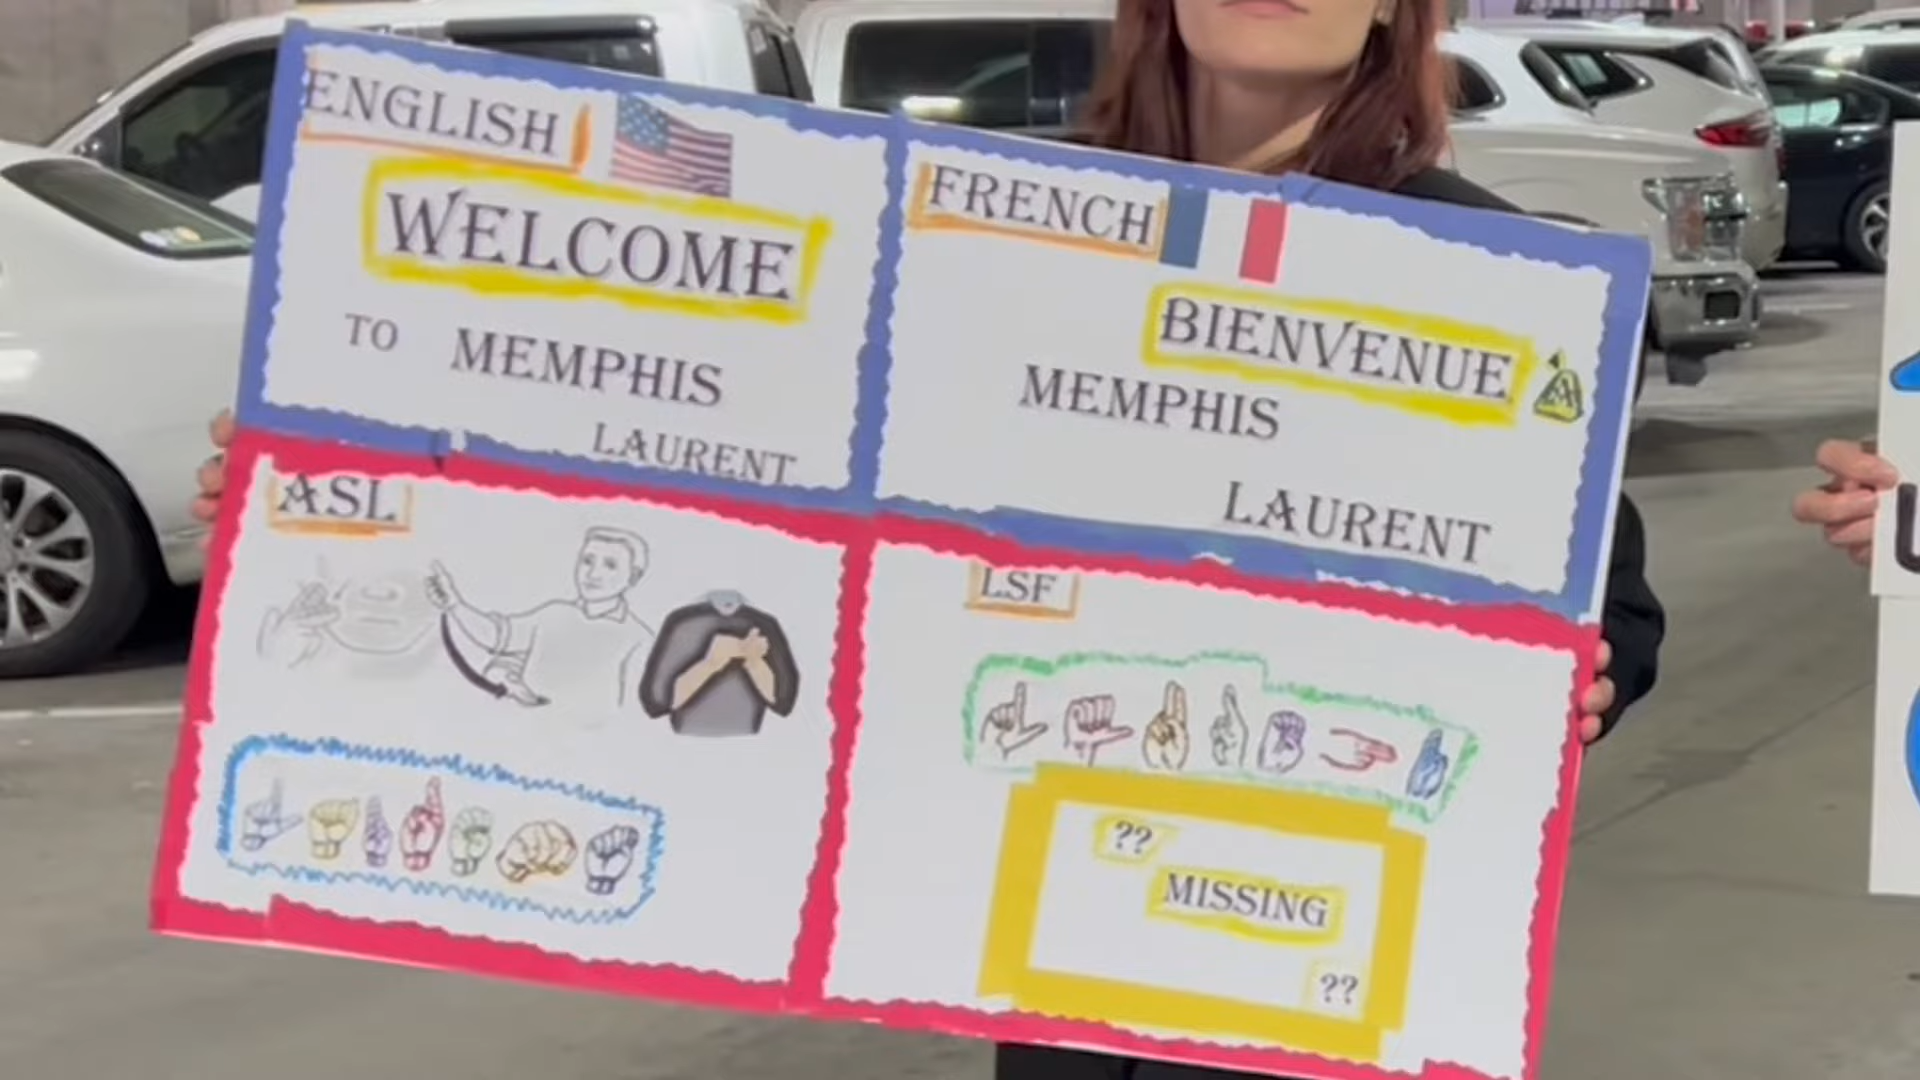 ENGLISH
WELCOME
TO MEMPHIS
LAURENT
FRENCH
BIENVENUE
MEMPHIS
LAURENT
ASL
LSF
??
MISSING
??